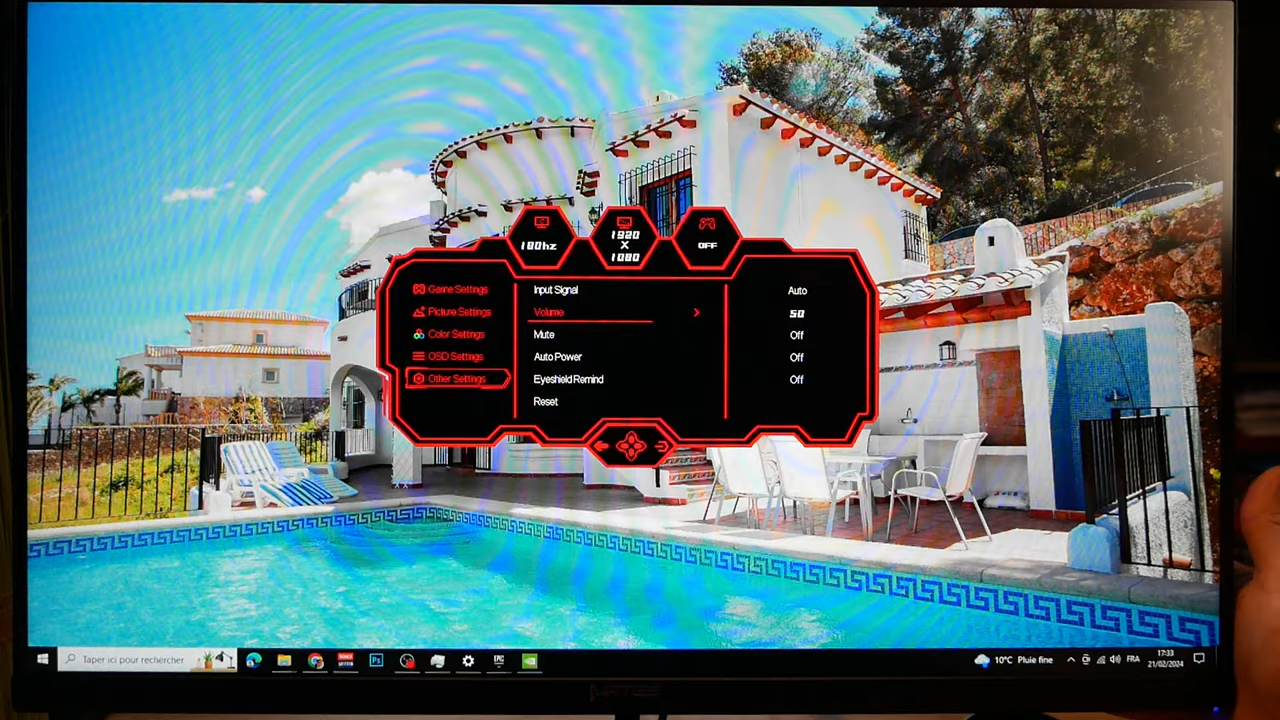 180hz
1920
X
1080
OFF
Game Settings
Picture Settings
Color Settings
OSD Settings
Other Settings
Input Signal Auto
Volume > 50
Mute Off
Auto Power Off
Eyeshield Remind Off
Reset
Taper ici pour rechercher
Ps
EPIC
10°C Pluie fine
FRA
17:33
21/02/2024